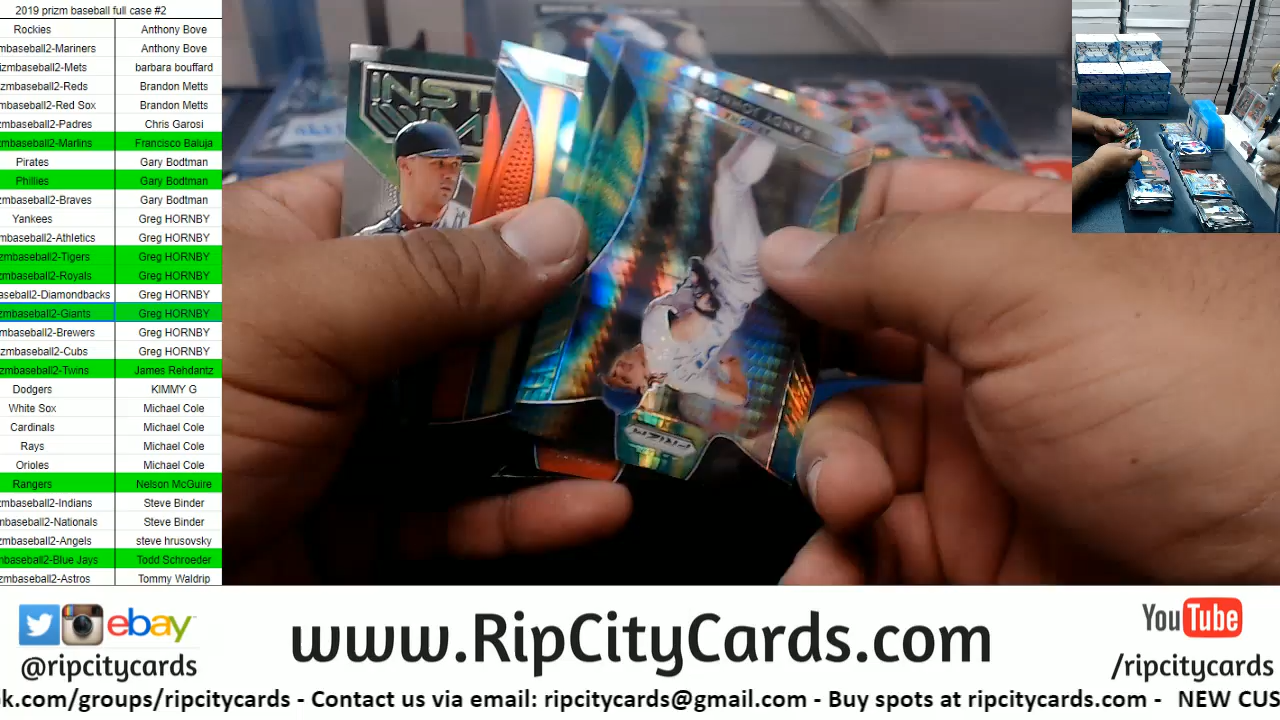 2019 prizm baseball full case #2
Rockies Anthony Bove
zmbaseball2-Mariners Anthony Bove
izmbaseball2-Mets barbara bouffard
izmbaseball2-Reds Brandon Metts
zmbaseball2-Red Sox Brandon Metts
zmbaseball2-Padres Chris Garosi
zmbaseball2-Marlins Francisco Baluja
Pirates Gary Bodtman
Phillies Gary Bodtman
zmbaseball2-Braves Gary Bodtman
Yankees Greg HORNBY
zmbaseball2-Athletics Greg HORNBY
zmbaseball2-Tigers Greg HORNBY
zmbaseball2-Royals Greg HORNBY
baseball2-Diamondbacks Greg HORNBY
zmbaseball2-Giants Greg HORNBY
mbaseball2-Brewers Greg HORNBY
izmbaseball2-Cubs Greg HORNBY
zmbaseball2-Twins James Rehdantz
Dodgers KIMMY G
White Sox Michael Cole
Cardinals Michael Cole
Rays Michael Cole
Orioles Michael Cole
Rangers Nelson McGuire
zmbaseball2-Indians Steve Binder
mbaseball2-Nationals Steve Binder
zmbaseball2-Angels steve hrusovsky
mbaseball2-Blue Jays Todd Schroeder
zmbaseball2-Astros Tommy Waldrip
INST
PRIZM
ebay
@ripcitycards
www.RipCityCards.com
YouTube
/ripcitycards
k.com/groups/ripcitycards - Contact us via email: ripcitycards@gmail.com - Buy spots at ripcitycards.com - NEW CUS